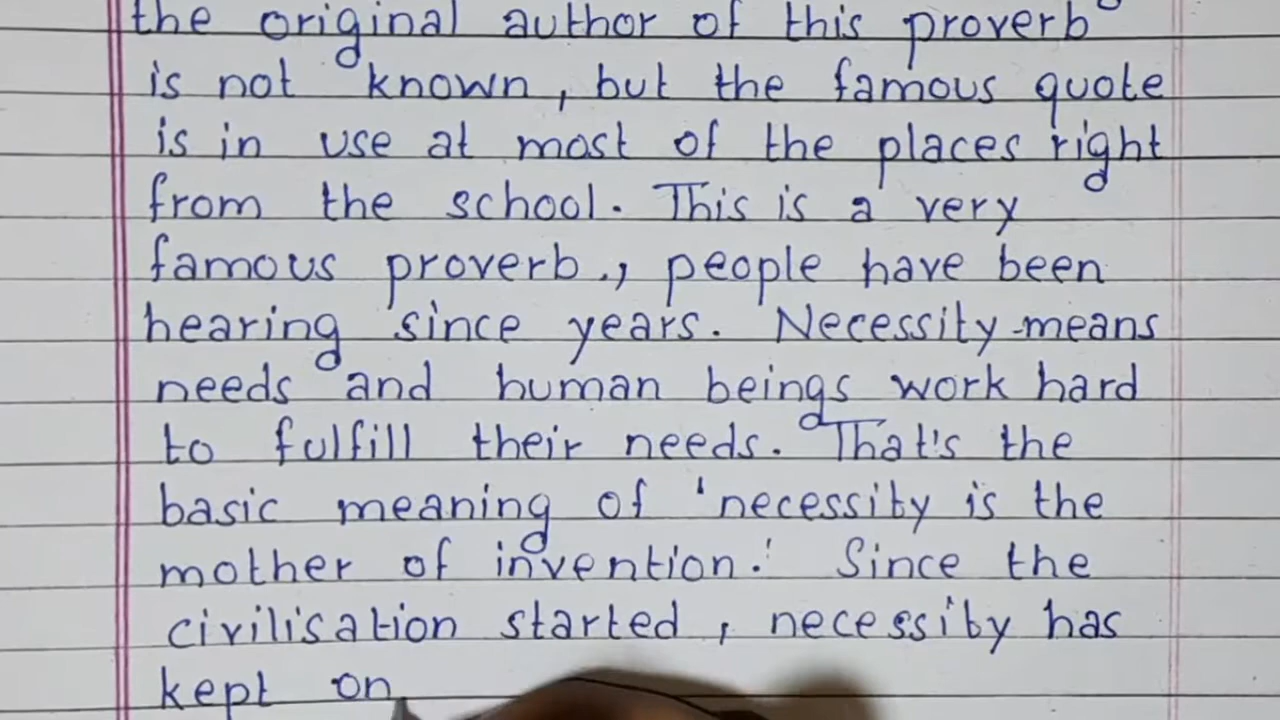 the original author of this proverb
is not known, but the famous quote
is in use at most of the places right
from the school. This is a very
famous proverb., people have been
hearing since years. Necessity means
needs and human beings work hard
to fulfill their needs. That's the
basic meaning of 'necessity is the
mother of invention.' Since the
civilisation started, necessity has
kept on